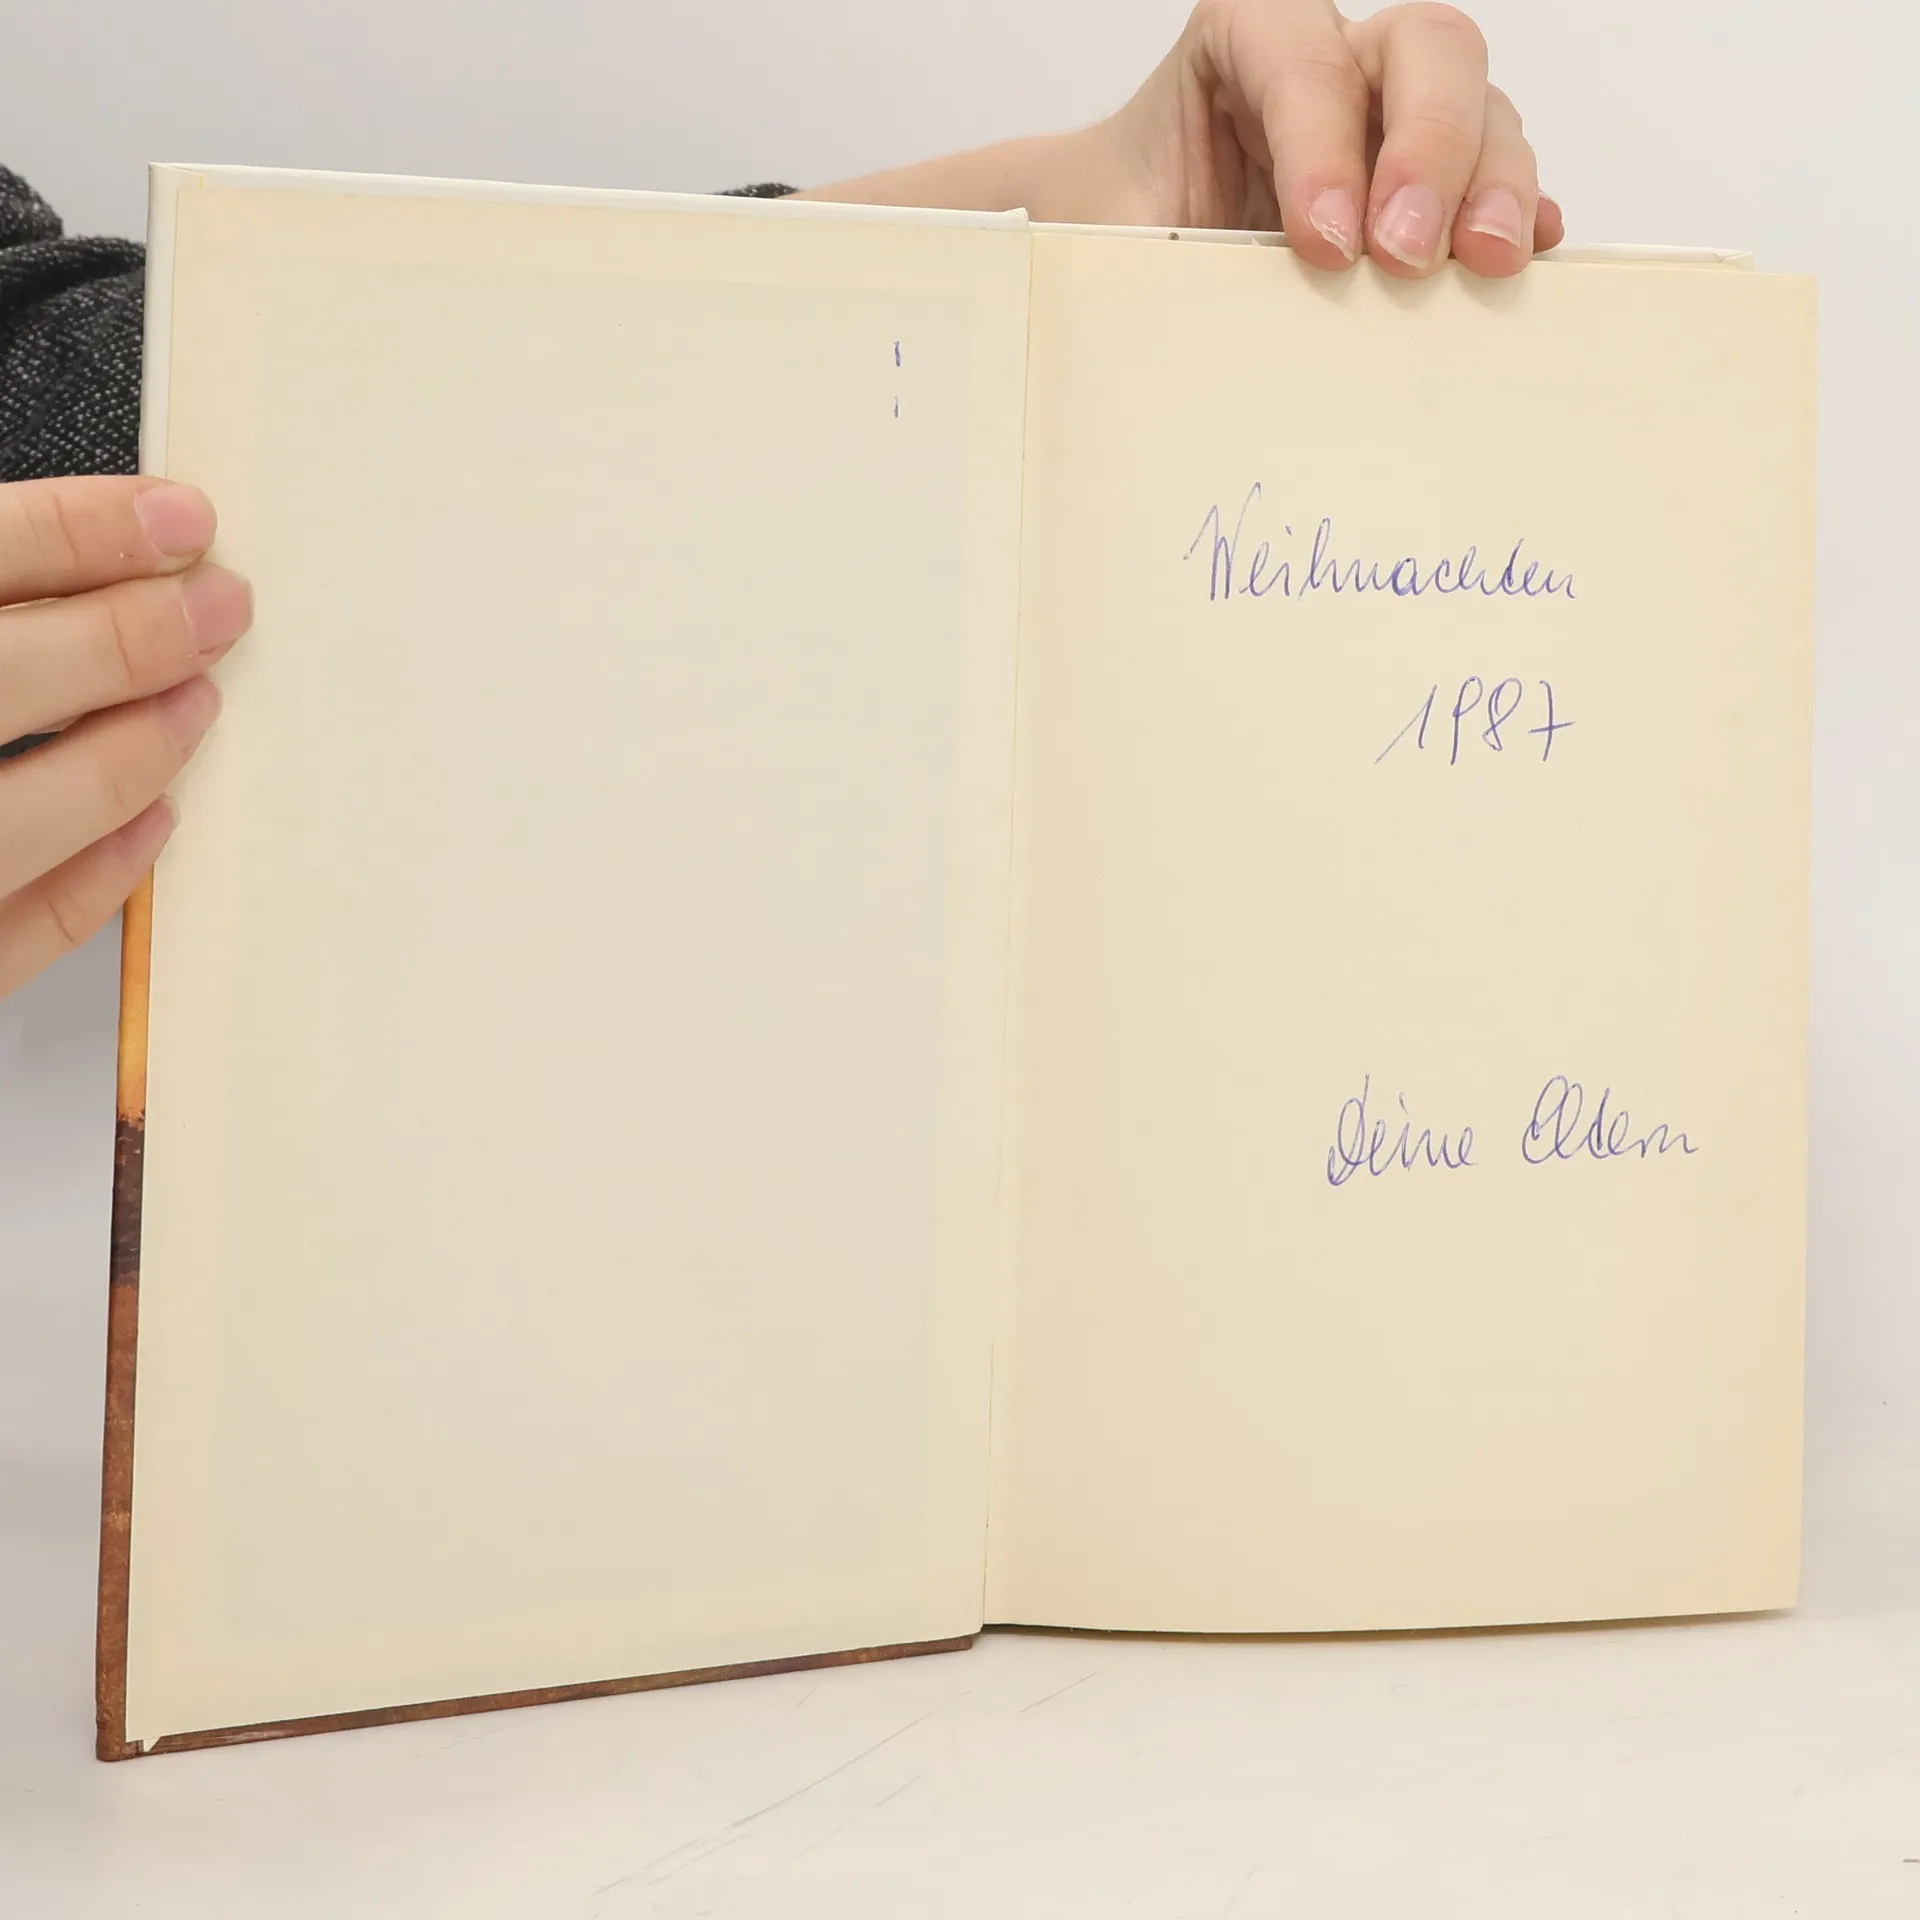 Weihnachten
1987
Deine Eltern